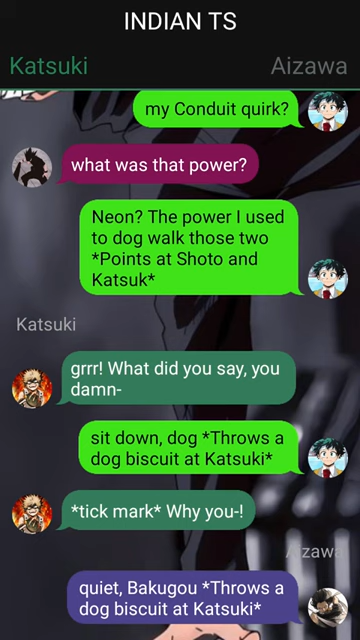 INDIAN TS
Katsuki
Aizawa
my Conduit quirk?
what was that power?
Neon? The power I used
to dog walk those two
*Points at Shoto and
Katsuk*
Katsuki
grrr! What did you say, you
damn-
sit down, dog *Throws a
dog biscuit at Katsuki*
*tick mark* Why you-!
Aizawa
quiet, Bakugou *Throws a
dog biscuit at Katsuki*